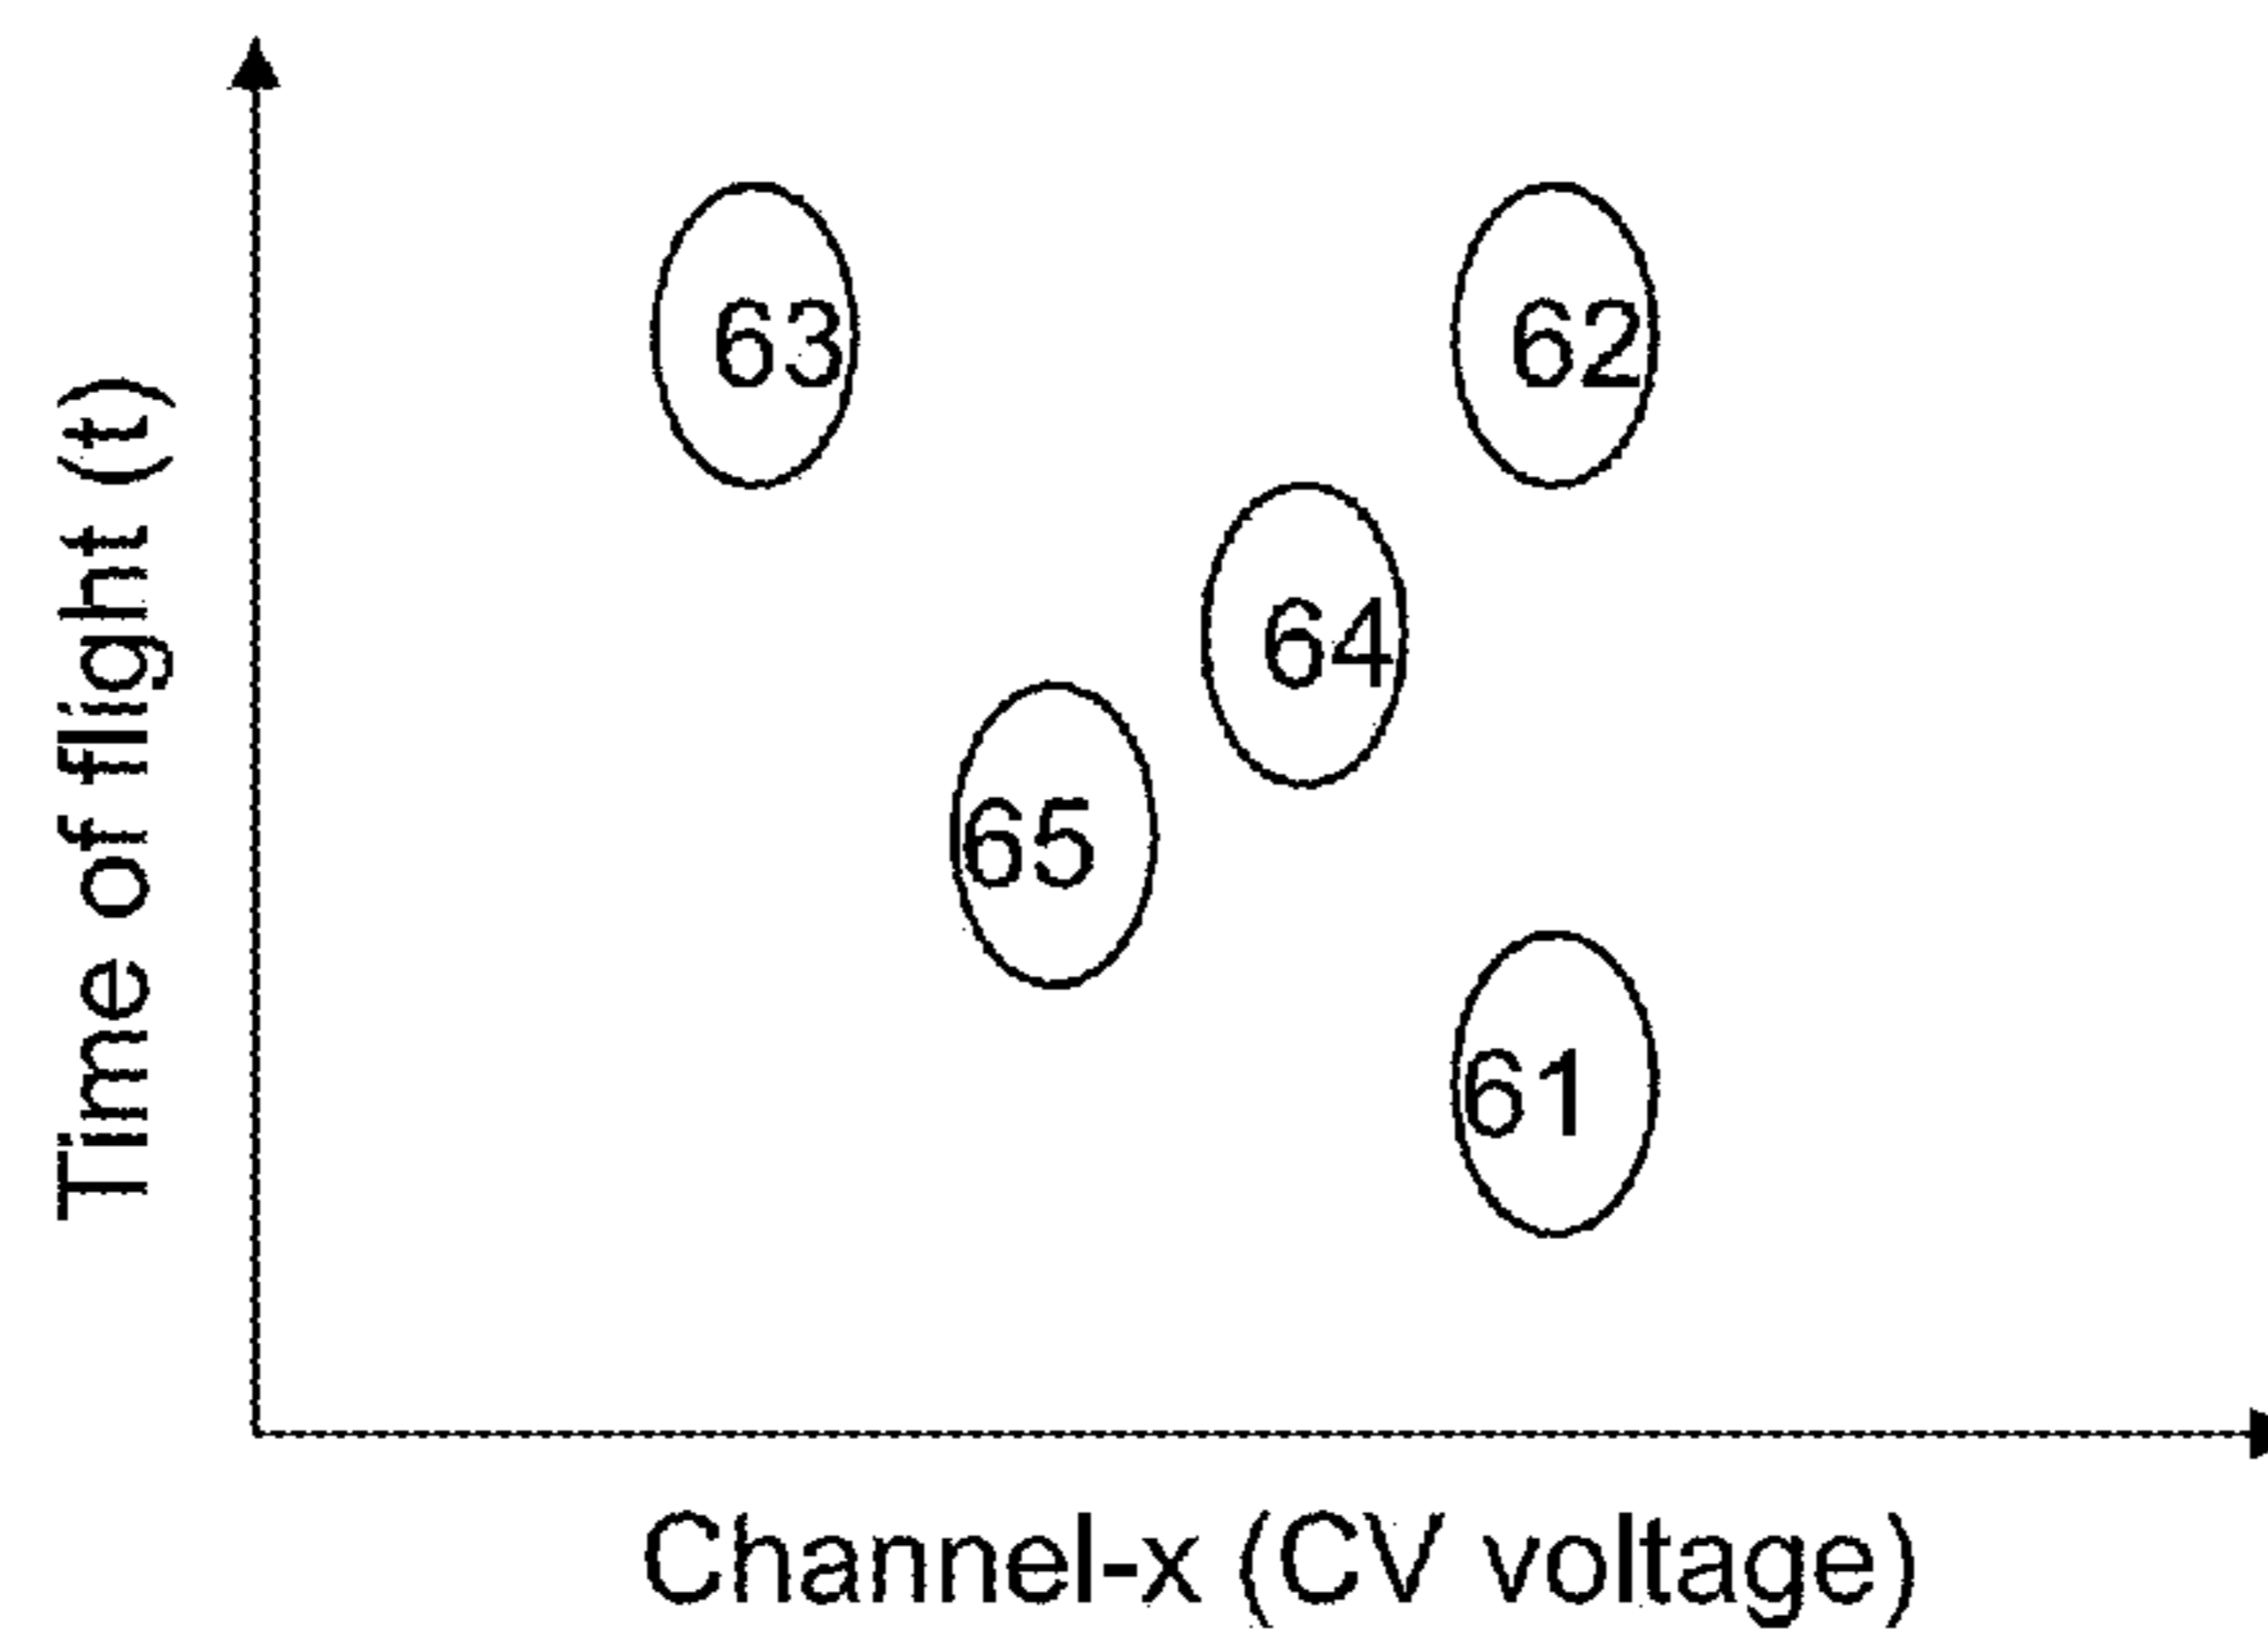 Time of flight (t)
63
62
64
65
61
Channel-x (CV voltage)